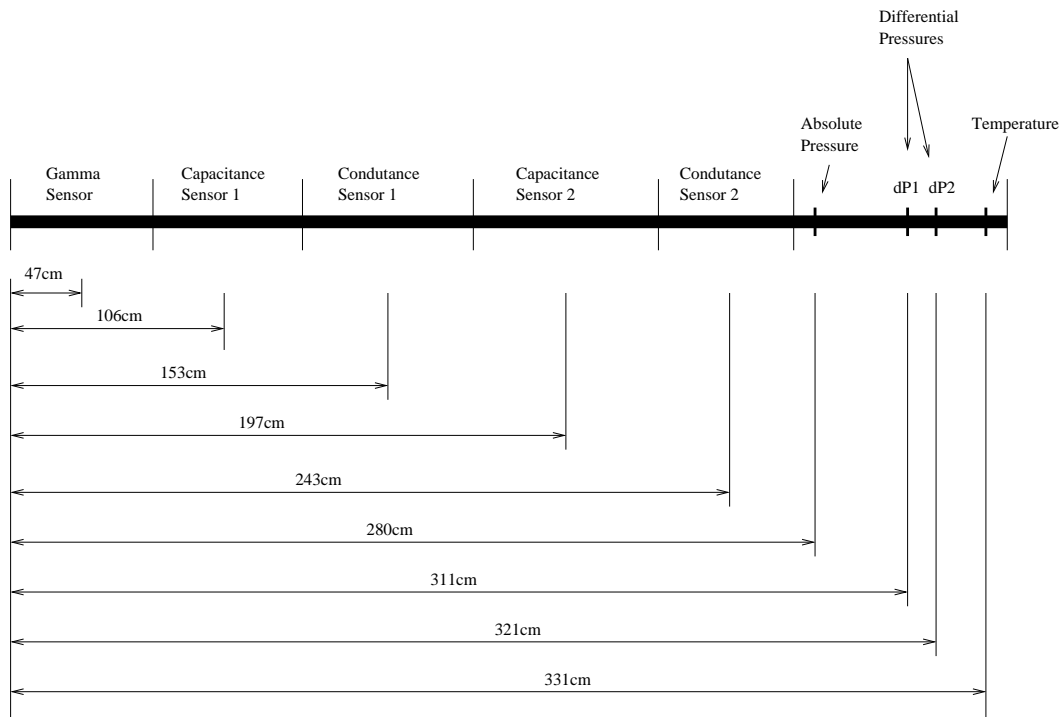 Differential
Pressures
Absolute
Pressure
Temperature
Gamma
Sensor
Capacitance
Sensor 1
Condutance
Sensor 1
Capacitance
Sensor 2
Condutance
Sensor 2
dP1 dP2
47cm
106cm
153cm
197cm
243cm
280cm
311cm
321cm
331cm